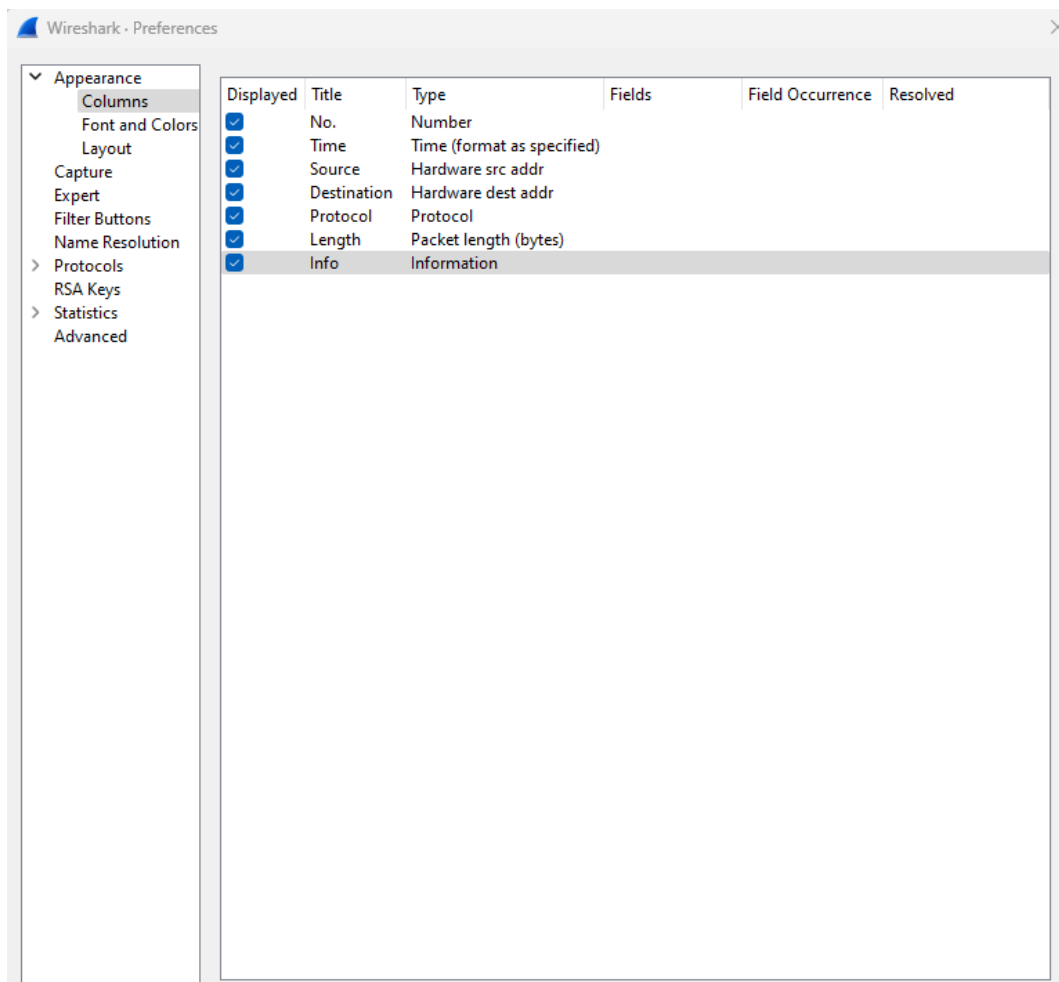 Wireshark · Preferences
Appearance
Columns
Font and Colors
Layout
Capture
Expert
Filter Buttons
Name Resolution
Protocols
RSA Keys
Statistics
Advanced
Displayed Title Type Fields Field Occurrence Resolved
No. Number
Time Time (format as specified)
Source Hardware src addr
Destination Hardware dest addr
Protocol Protocol
Length Packet length (bytes)
Info Information